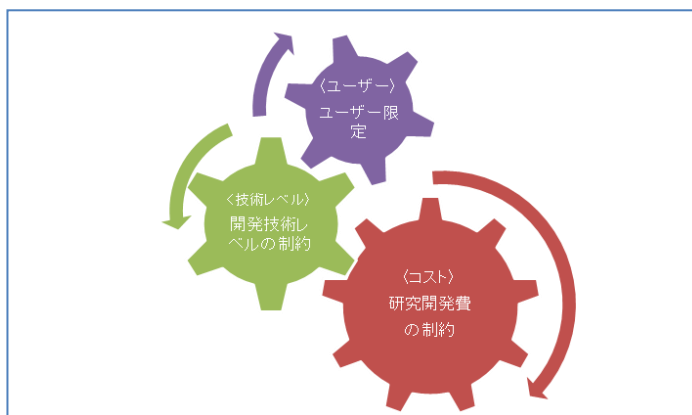 〈ユーザー〉
ユーザー限
定
〈技術レベル〉
開発技術レ
ベルの制約
〈コスト〉
研究開発費
の制約